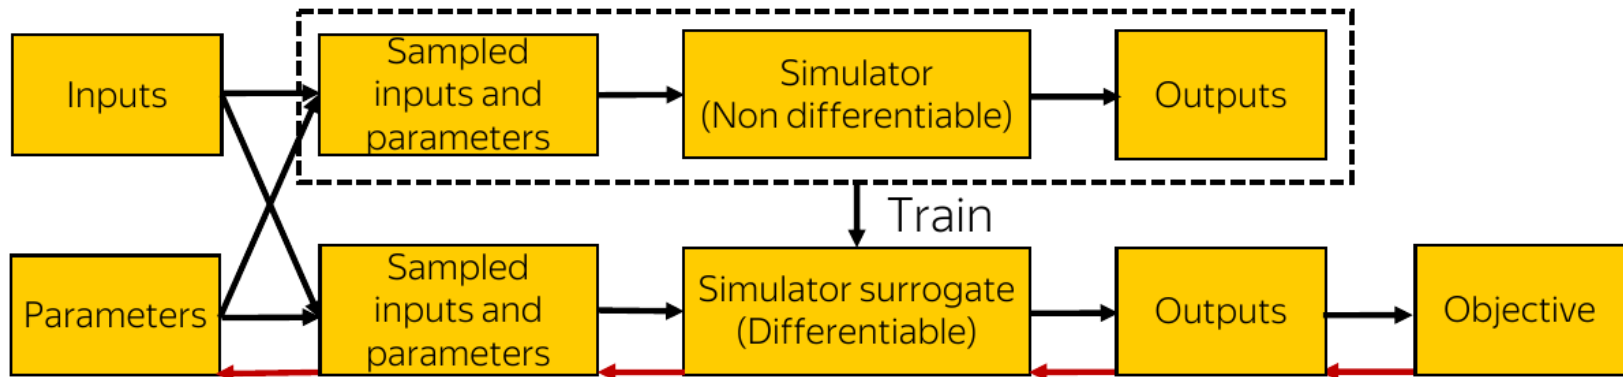 Inputs
Sampled
inputs and
parameters
Simulator
(Non differentiable)
Outputs
Train
Parameters
Sampled
inputs and
parameters
Simulator surrogate
(Differentiable)
Outputs
Objective